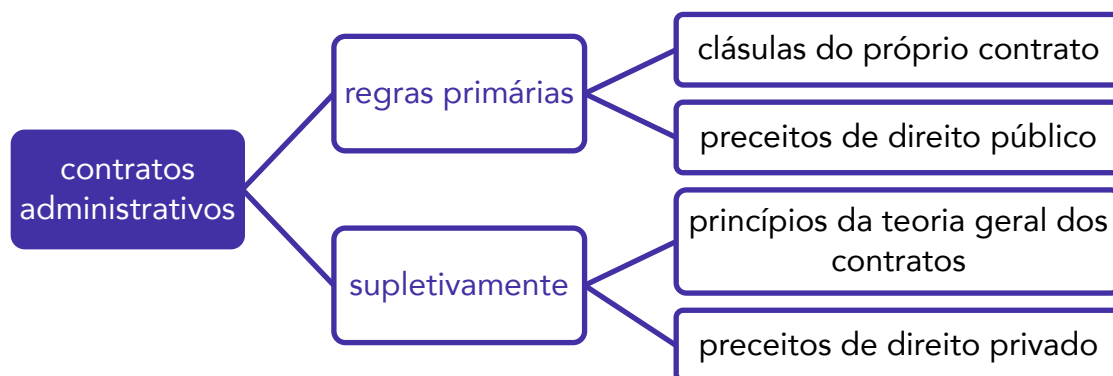 contratos
administrativos
regras primárias
clásulas do próprio contrato
preceitos de direito público
supletivamente
princípios da teoria geral dos
contratos
preceitos de direito privado